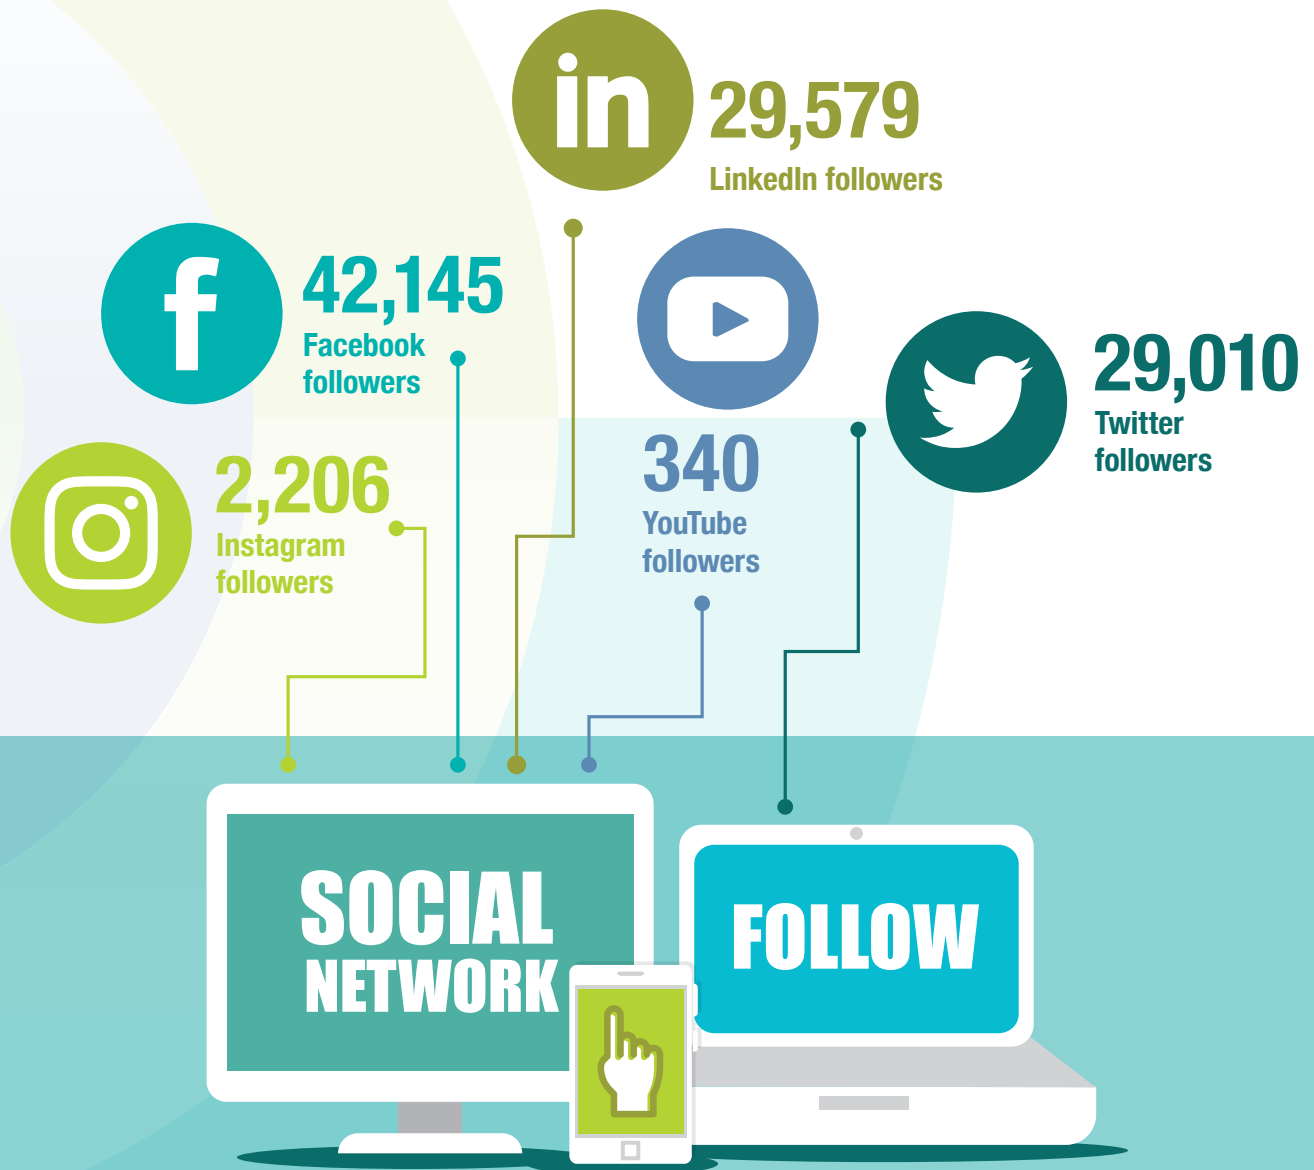 in
29,579
LinkedIn followers
f
42,145
Facebook
followers
29,010
Twitter
followers
2,206
Instagram
followers
340
YouTube
followers
SOCIAL
NETWORK
FOLLOW